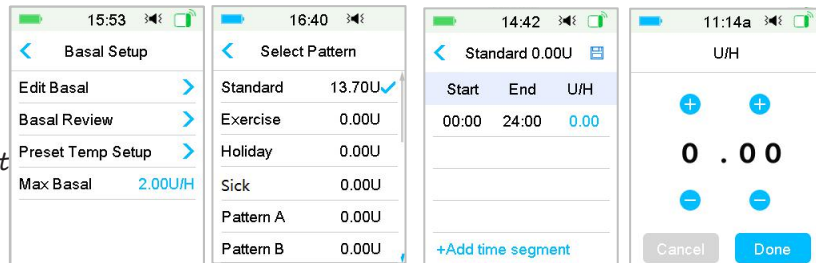 t
15:53
Basal Setup
Edit Basal
Basal Review
Preset Temp Setup
Max Basal 2.00U/H
16:40
Select Pattern
Standard 13.70U
Exercise 0.00U
Holiday 0.00U
Sick 0.00U
Pattern A 0.00U
Pattern B 0.00U
14:42
Standard 0.00U
Start End U/H
00:00 24:00 0.00
+Add time segment
11:14a
U/H
0 . 0 0
Cancel Done